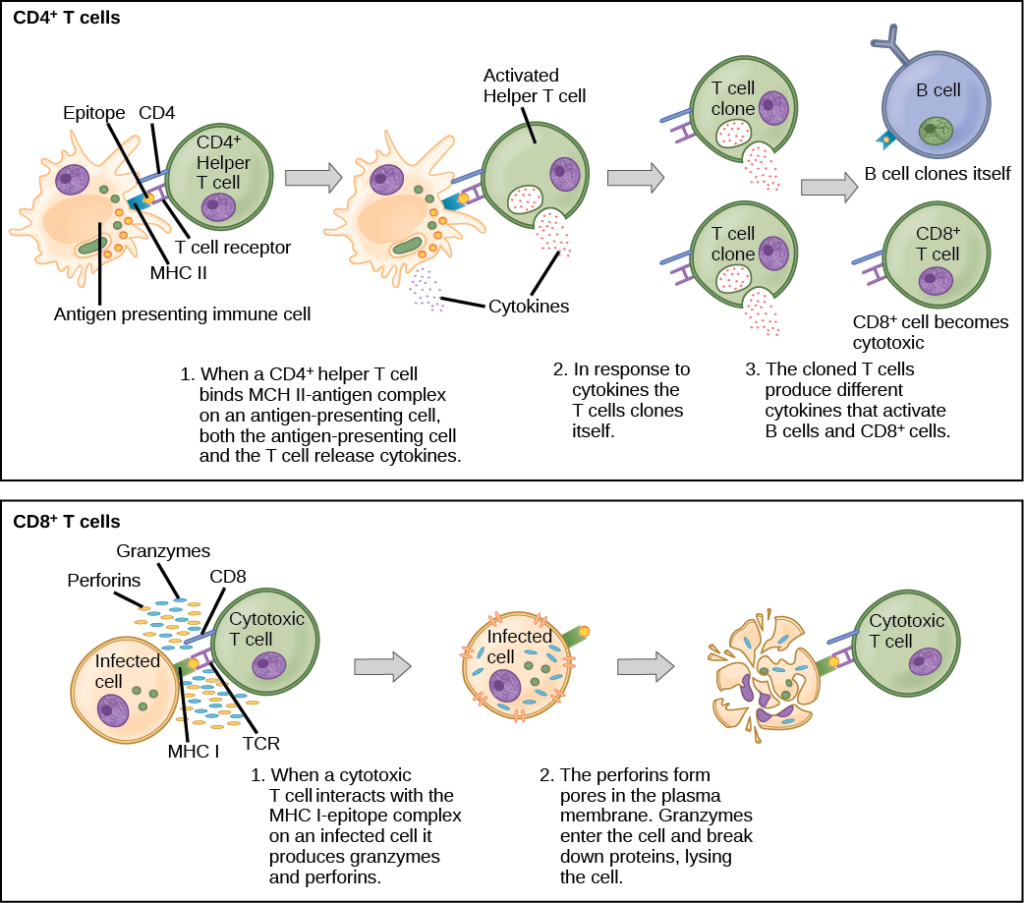 CD4⁺ T cells
Epitope
CD4
CD4⁺
Helper
T cell
T cell receptor
MHC II
Antigen presenting immune cell
Activated
Helper T cell
Cytokines
T cell
clone
T cell
clone
B cell
B cell clones itself
CD8⁺
T cell
CD8⁺ cell becomes
cytotoxic
1. When a CD4⁺ helper T cell
binds MCH II-antigen complex
on an antigen-presenting cell,
both the antigen-presenting cell
and the T cell release cytokines.
2. In response to
cytokines the
T cells clones
itself.
3. The cloned T cells
produce different
cytokines that activate
B cells and CD8⁺ cells.
CD8⁺ T cells
Granzymes
Perforins
CD8
Cytotoxic
T cell
Infected
cell
MHC I
TCR
Infected
cell
Cytotoxic
T cell
1. When a cytotoxic
T cell interacts with the
MHC I-epitope complex
on an infected cell it
produces granzymes
and perforins.
2. The perforins form
pores in the plasma
membrane. Granzymes
enter the cell and break
down proteins, lysing
the cell.